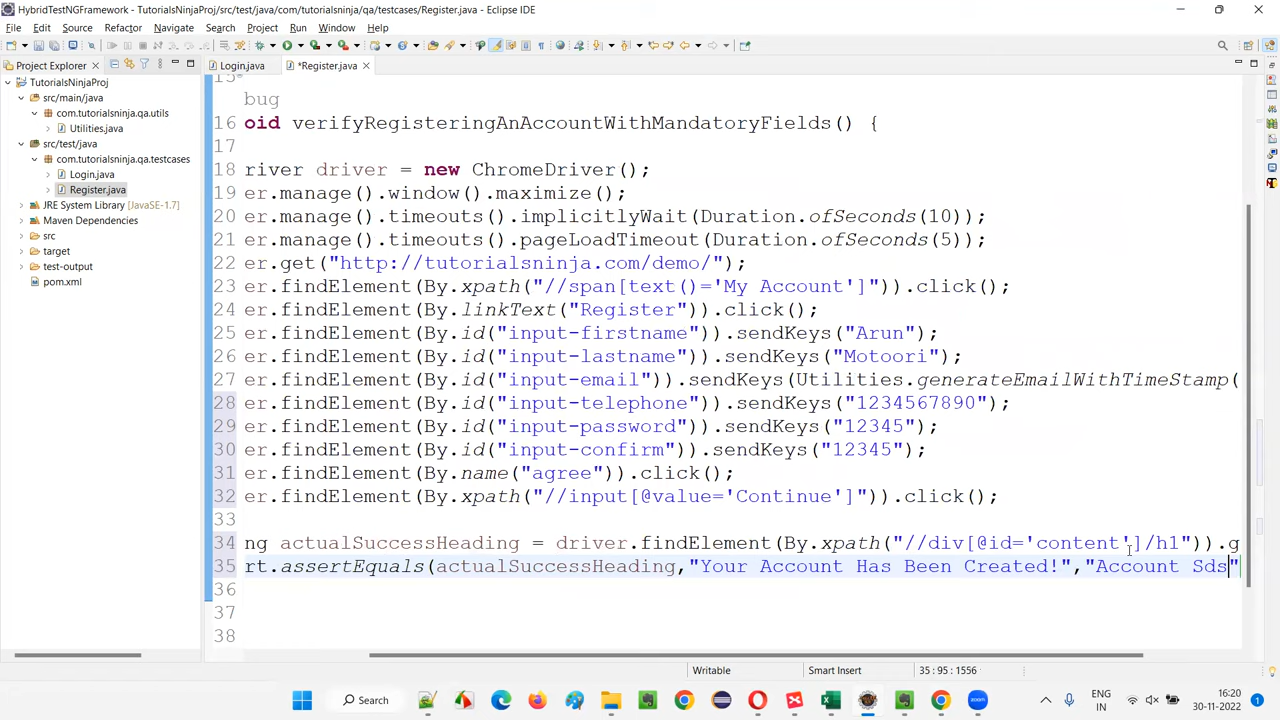 HybridTestNGFramework - TutorialsNinjaProj/src/test/java/com/tutorialsninja/qa/testcases/Register.java - Eclipse IDE
File Edit Source Refactor Navigate Search Project Run Window Help
Project Explorer
Login.java
*Register.java
TutorialsNinjaProj
src/main/java
com.tutorialsninja.qa.utils
Utilities.java
src/test/java
com.tutorialsninja.qa.testcases
Login.java
Register.java
JRE System Library [JavaSE-1.7]
Maven Dependencies
src
target
test-output
pom.xml
15
bug
16 oid verifyRegisteringAnAccountWithMandatoryFields() {
17
18 river driver = new ChromeDriver();
19 er.manage().window().maximize();
20 er.manage().timeouts().implicitlyWait(Duration.ofSeconds(10));
21 er.manage().timeouts().pageLoadTimeout(Duration.ofSeconds(5));
22 er.get("http://tutorialsninja.com/demo/");
23 er.findElement(By.xpath("//span[text()='My Account']")).click();
24 er.findElement(By.linkText("Register")).click();
25 er.findElement(By.id("input-firstname")).sendKeys("Arun");
26 er.findElement(By.id("input-lastname")).sendKeys("Motoori");
27 er.findElement(By.id("input-email")).sendKeys(Utilities.generateEmailWithTimeStamp(
28 er.findElement(By.id("input-telephone")).sendKeys("1234567890");
29 er.findElement(By.id("input-password")).sendKeys("12345");
30 er.findElement(By.id("input-confirm")).sendKeys("12345");
31 er.findElement(By.name("agree")).click();
32 er.findElement(By.xpath("//input[@value='Continue']")).click();
33
34 ng actualSuccessHeading = driver.findElement(By.xpath("//div[@id='content']/h1")).g
35 rt.assertEquals(actualSuccessHeading,"Your Account Has Been Created!","Account Sds"
36
37
38
Writable Smart Insert 35 : 95 : 1556
Search
ENG
IN
16:20
30-11-2022
1